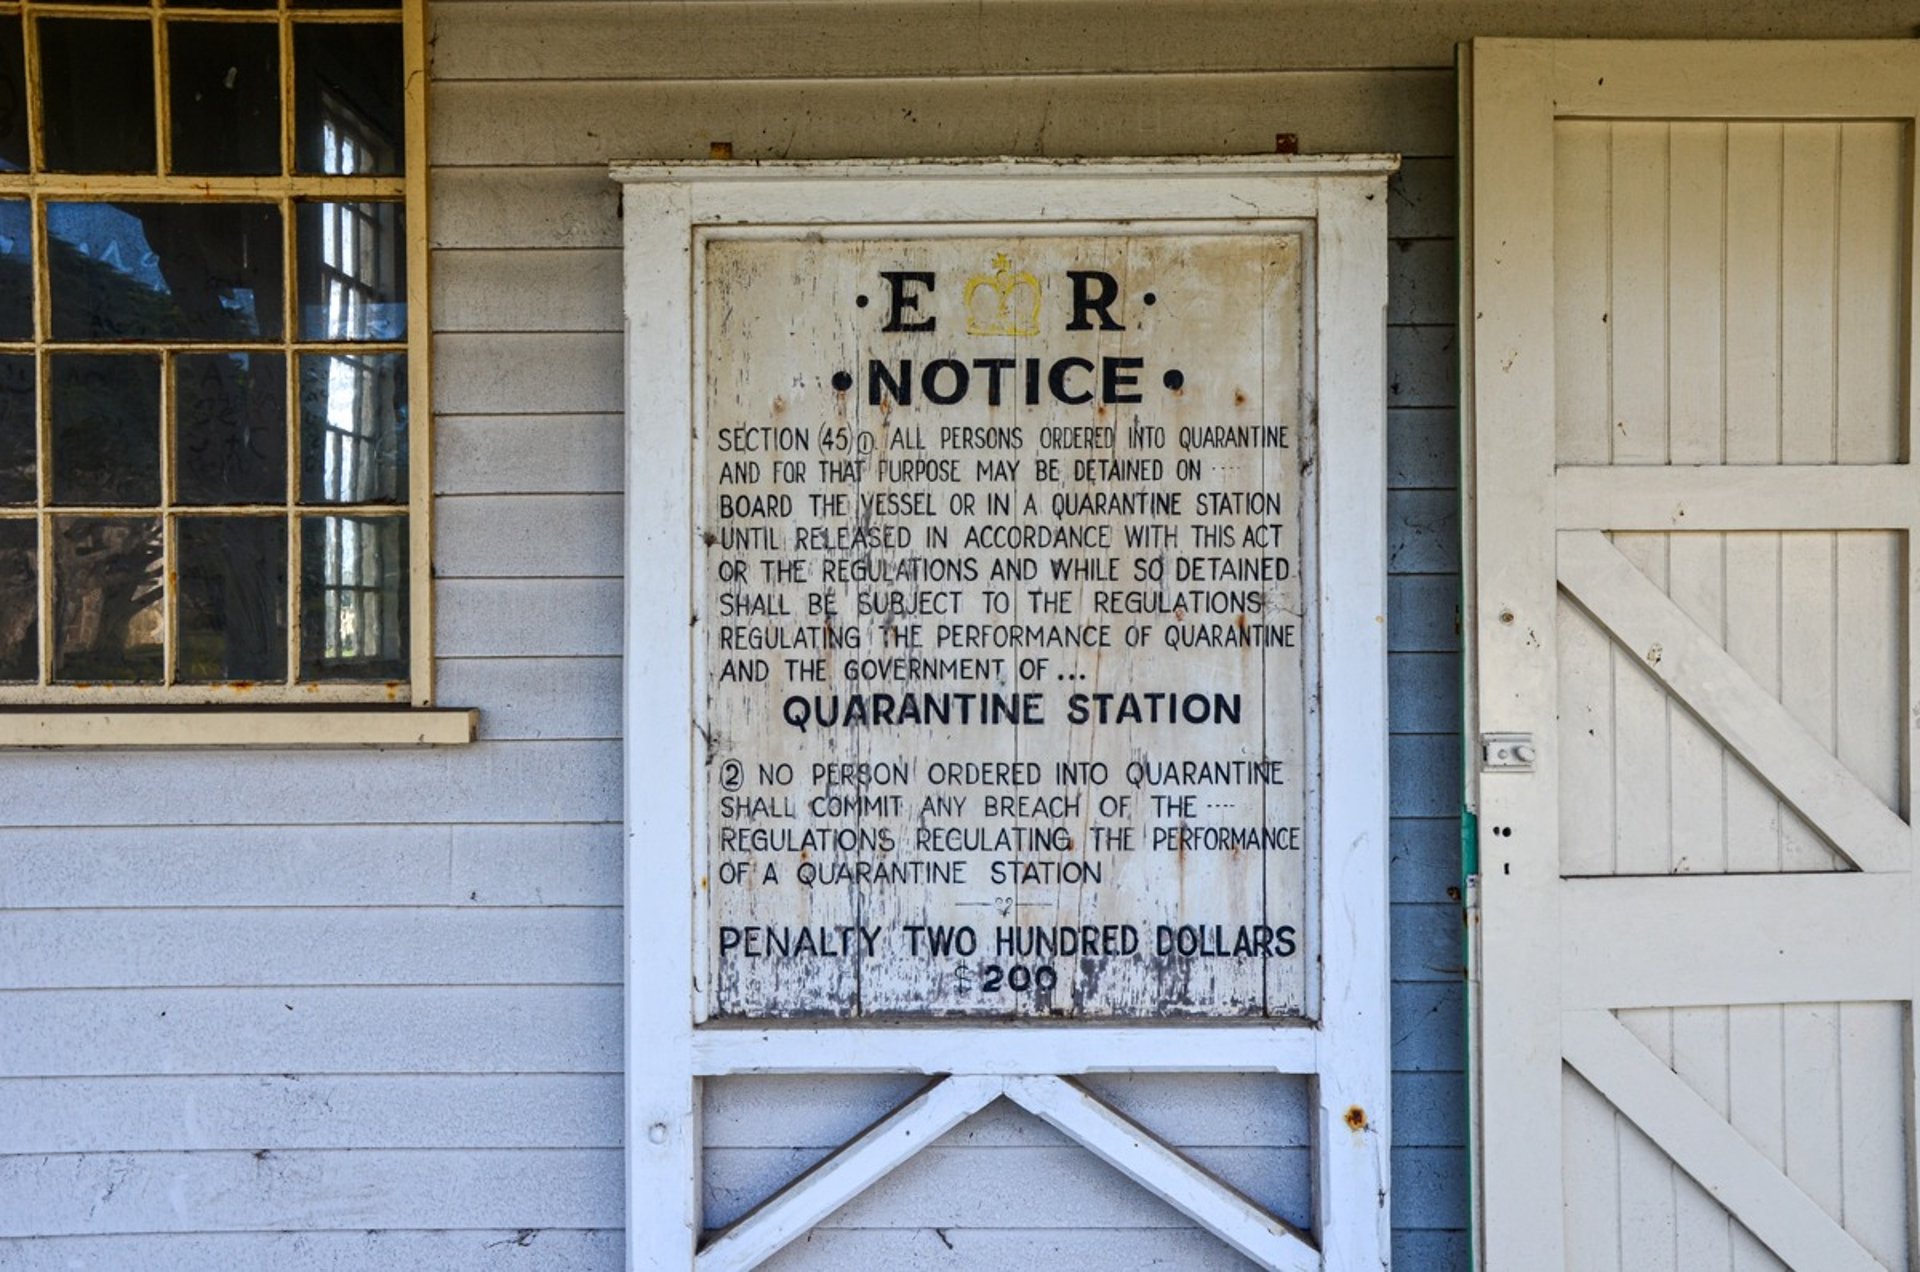 · E R ·
• NOTICE •
SECTION (45) ① ALL PERSONS ORDERED INTO QUARANTINE
AND FOR THAT PURPOSE MAY BE DETAINED ON ....
BOARD THE VESSEL OR IN A QUARANTINE STATION
UNTIL RELEASED IN ACCORDANCE WITH THIS ACT
OR THE REGULATIONS AND WHILE SO DETAINED
SHALL BE SUBJECT TO THE REGULATIONS
REGULATING THE PERFORMANCE OF QUARANTINE
AND THE GOVERNMENT OF ...
QUARANTINE STATION
② NO PERSON ORDERED INTO QUARANTINE
SHALL COMMIT ANY BREACH OF THE ....
REGULATIONS REGULATING THE PERFORMANCE
OF A QUARANTINE STATION
PENALTY TWO HUNDRED DOLLARS
$200